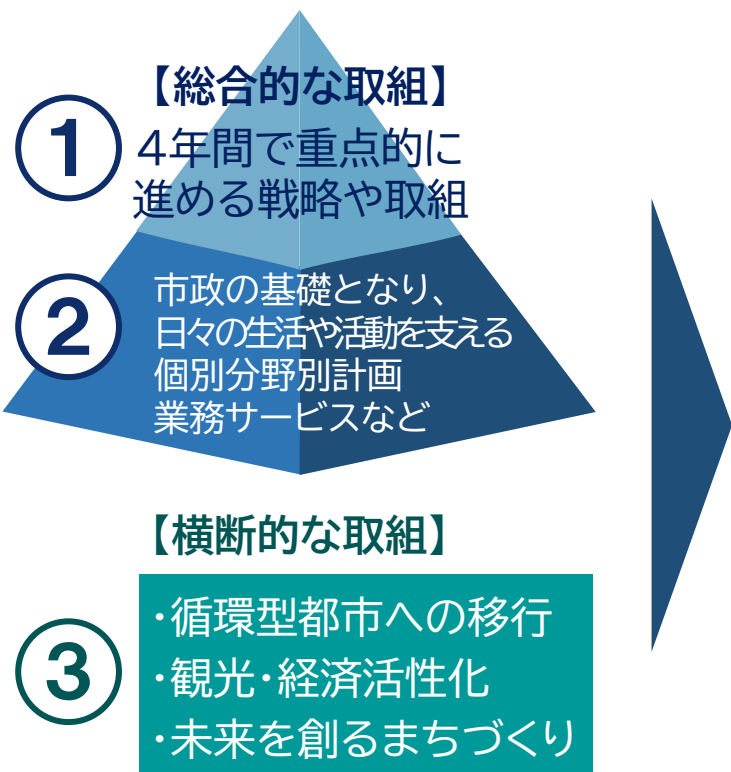 【総合的な取組】
①
4年間で重点的に
進める戦略や取組
②
市政の基礎となり、
日々の生活や活動を支える
個別分野別計画
業務サービスなど
【横断的な取組】
③
・循環型都市への移行
・観光・経済活性化
・未来を創るまちづくり